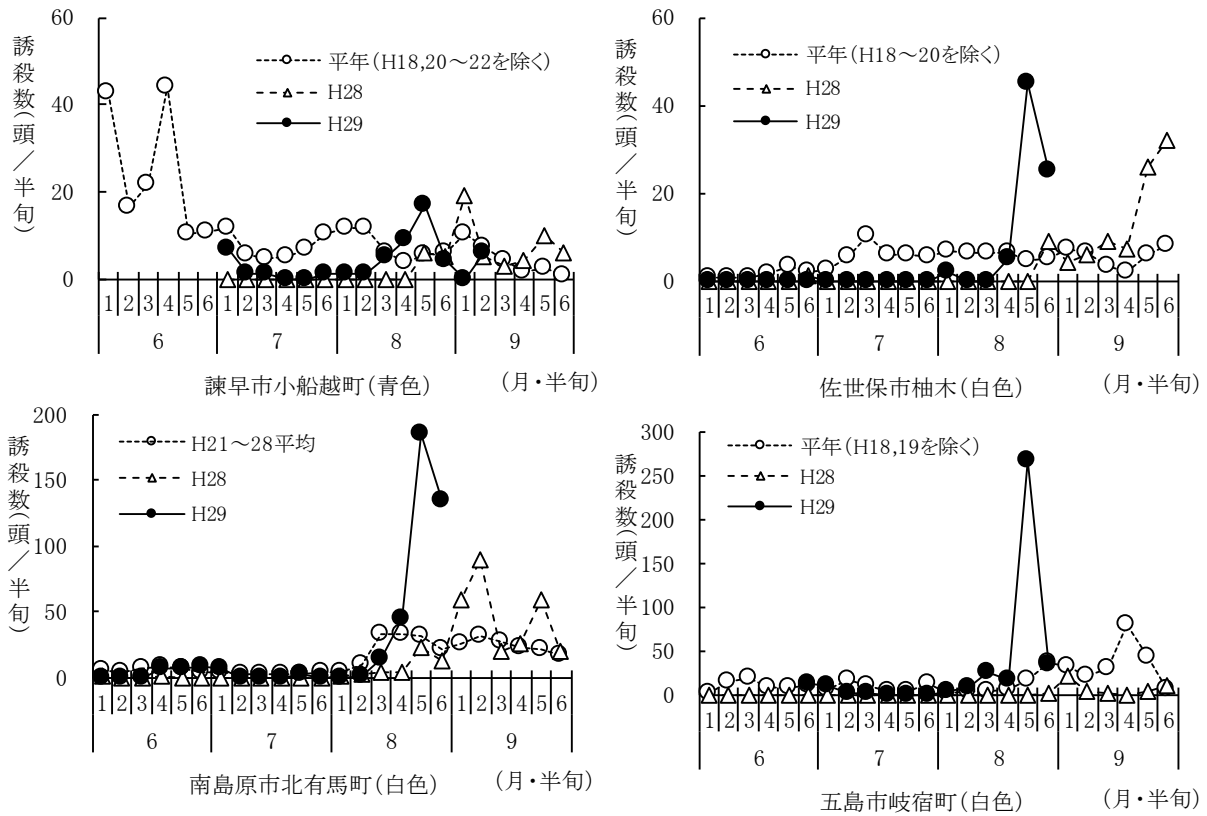 誘殺数(頭／半旬)
60
40
20
0
平年(H18,20～22を除く)
H28
H29
1 2 3 4 5 6 1 2 3 4 5 6 1 2 3 4 5 6 1 2 3 4 5 6
6 7 8 9
諫早市小船越町(青色)
(月・半旬)
誘殺数(頭／半旬)
60
40
20
0
平年(H18～20を除く)
H28
H29
1 2 3 4 5 6 1 2 3 4 5 6 1 2 3 4 5 6 1 2 3 4 5 6
6 7 8 9
佐世保市柚木(白色)
(月・半旬)
誘殺数(頭／半旬)
200
150
100
50
0
H21～28平均
H28
H29
1 2 3 4 5 6 1 2 3 4 5 6 1 2 3 4 5 6 1 2 3 4 5 6
6 7 8 9
南島原市北有馬町(白色)
(月・半旬)
誘殺数(頭／半旬)
300
250
200
150
100
50
0
平年(H18,19を除く)
H28
H29
1 2 3 4 5 6 1 2 3 4 5 6 1 2 3 4 5 6 1 2 3 4 5 6
6 7 8 9
五島市岐宿町(白色)
(月・半旬)